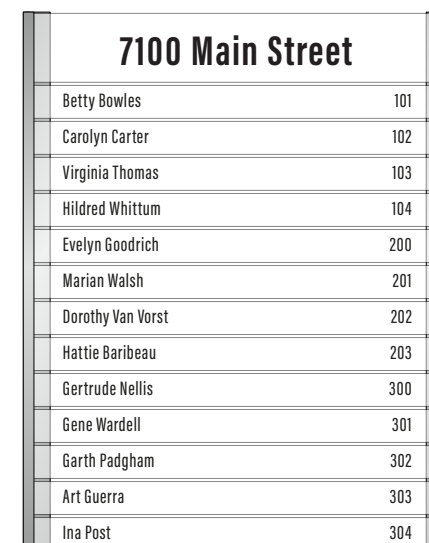 7100 Main Street
Betty Bowles 101
Carolyn Carter 102
Virginia Thomas 103
Hildred Whittum 104
Evelyn Goodrich 200
Marian Walsh 201
Dorothy Van Vorst 202
Hattie Baribeau 203
Gertrude Nellis 300
Gene Wardell 301
Garth Padgham 302
Art Guerra 303
Ina Post 304